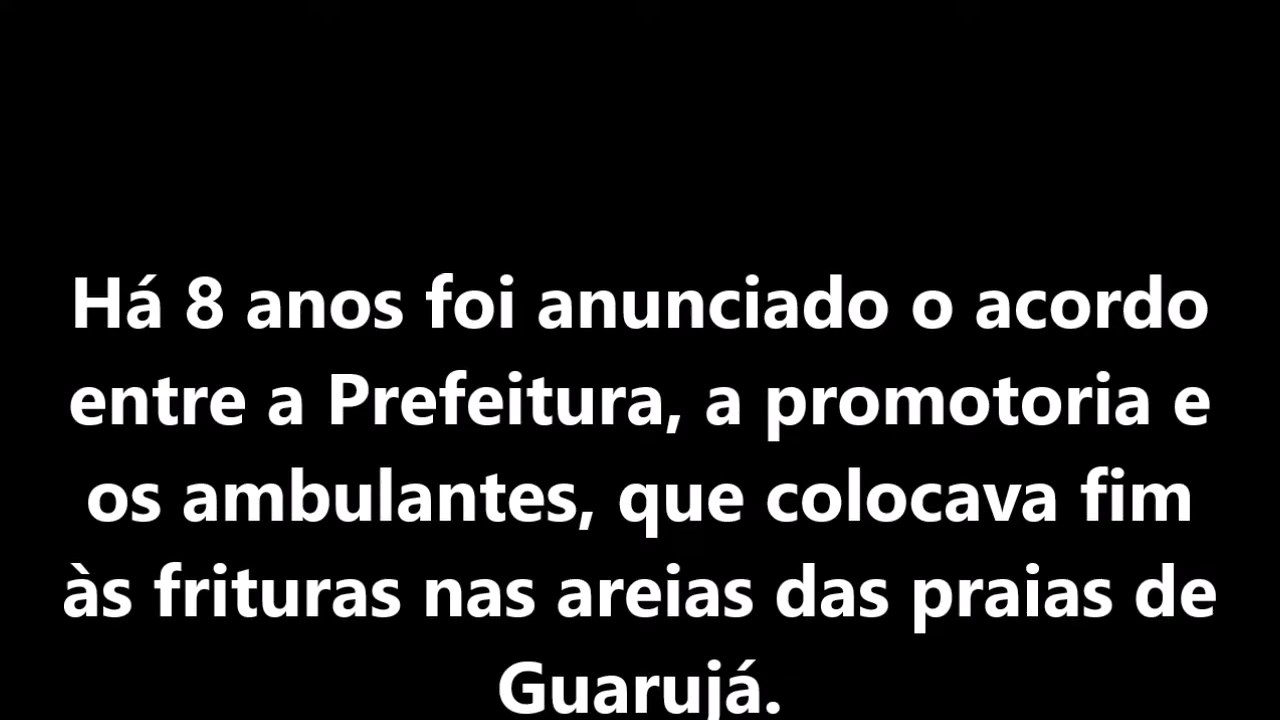 Há 8 anos foi anunciado o acordo
entre a Prefeitura, a promotoria e
os ambulantes, que colocava fim
às frituras nas areias das praias de
Guarujá.